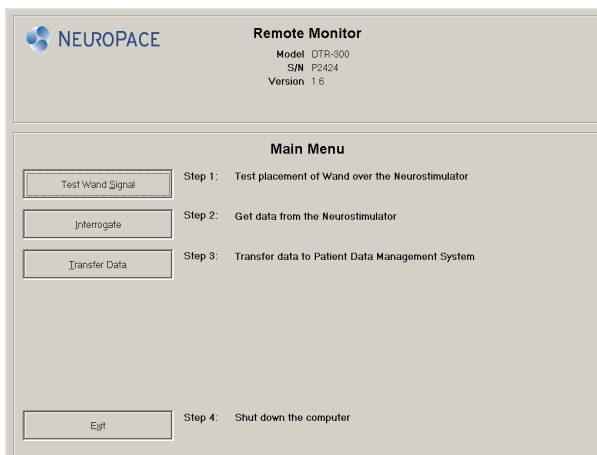 NEUROPACE
Remote Monitor
Model DTR-300
S/N P2424
Version 1.6
Main Menu
Test Wand Signal Step 1: Test placement of Wand over the Neurostimulator
Interrogate Step 2: Get data from the Neurostimulator
Transfer Data Step 3: Transfer data to Patient Data Management System
Exit Step 4: Shut down the computer